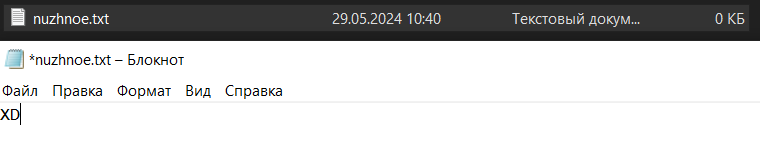 nuzhnoe.txt 29.05.2024 10:40 Текстовый докум... 0 КБ
*nuzhnoe.txt – Блокнот
Файл Правка Формат Вид Справка
XD